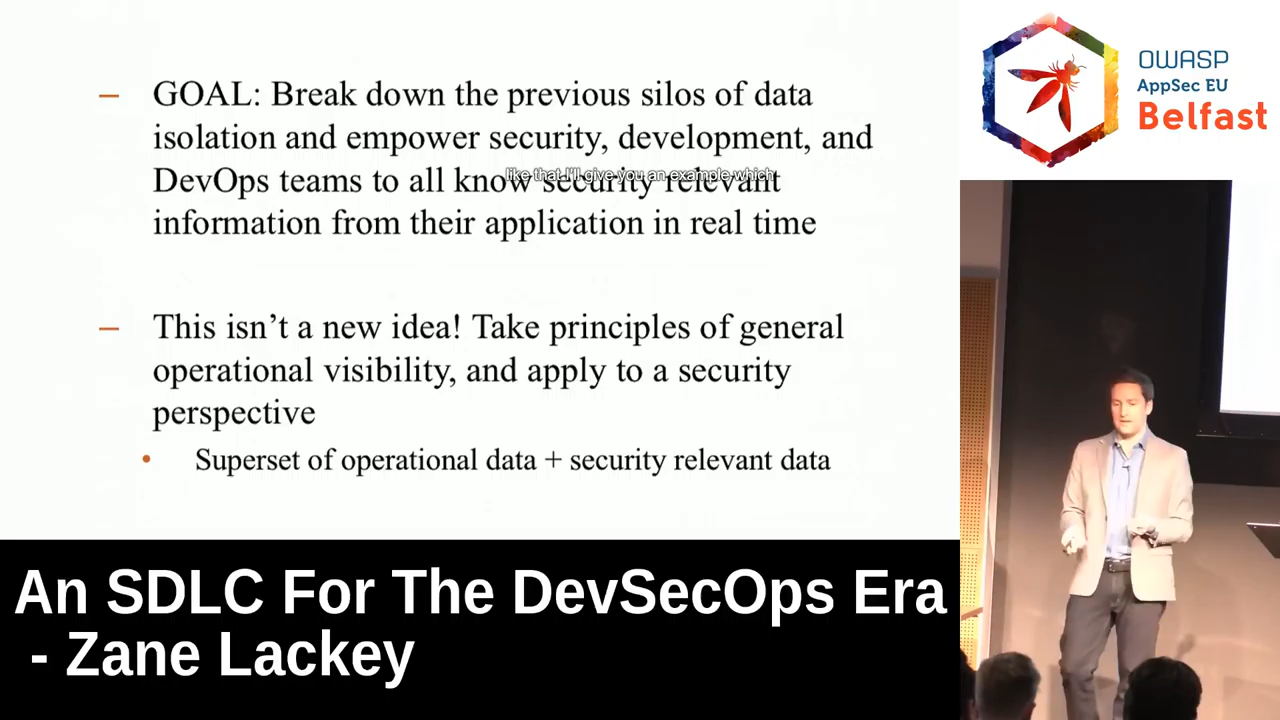 – GOAL: Break down the previous silos of data
isolation and empower security, development, and
DevOps teams to all know security relevant
information from their application in real time
like that I'll give you an example which
– This isn't a new idea! Take principles of general
operational visibility, and apply to a security
perspective
• Superset of operational data + security relevant data
OWASP
AppSec EU
Belfast
An SDLC For The DevSecOps Era
- Zane Lackey